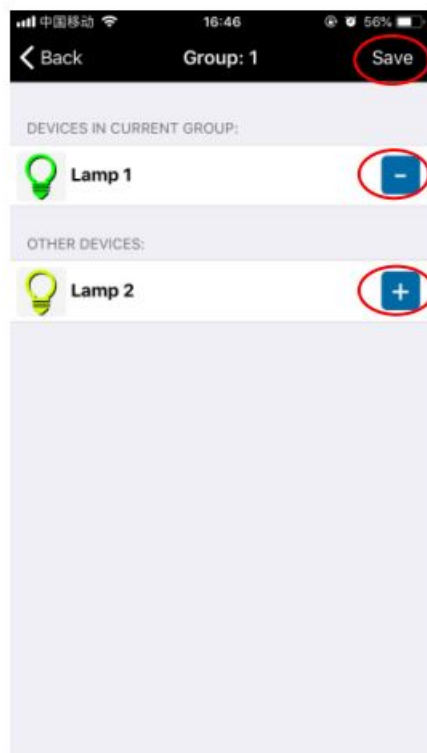 中国移动 16:46 56%
Back Group: 1 Save
DEVICES IN CURRENT GROUP:
Lamp 1 -
OTHER DEVICES:
Lamp 2 +